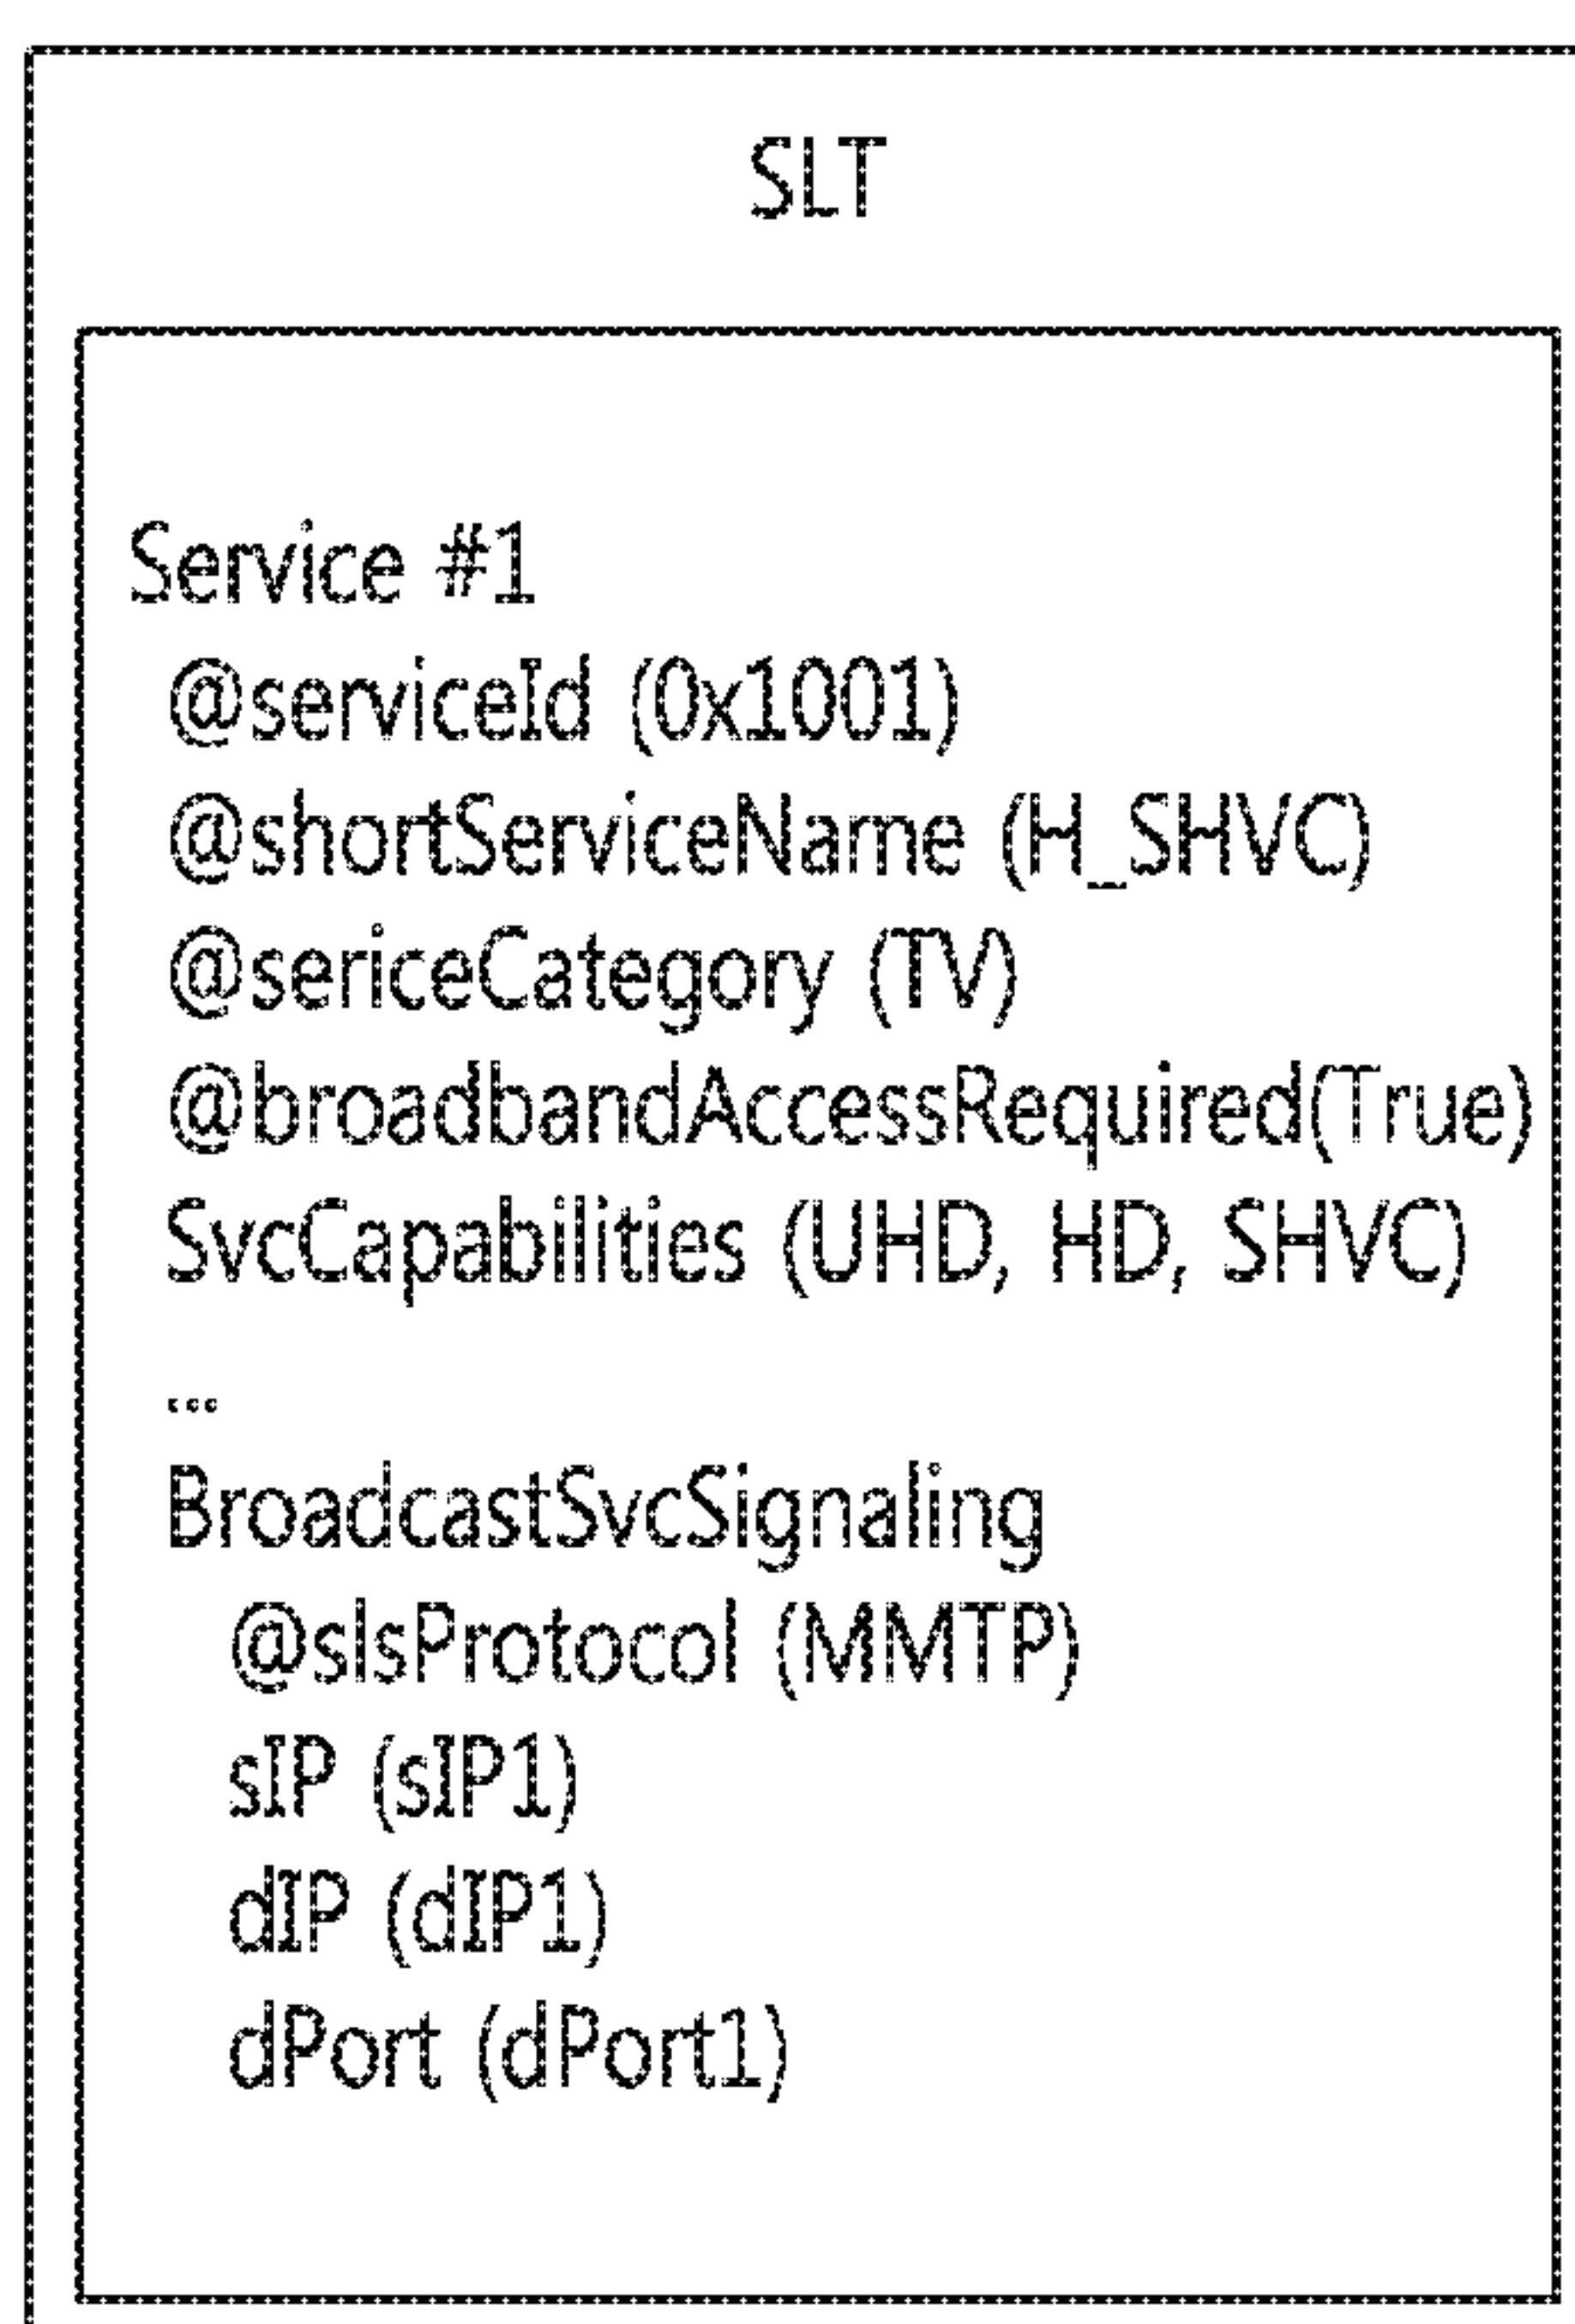 SLT
Service #1
@serviceId (0x1001)
@shortServiceName (H_SHVC)
@sericeCategory (TV)
@broadbandAccessRequired(True)
SvcCapabilities (UHD, HD, SHVC)
...
BroadcastSvcSignaling
@slsProtocol (MMTP)
sIP (sIP1)
dIP (dIP1)
dPort (dPort1)